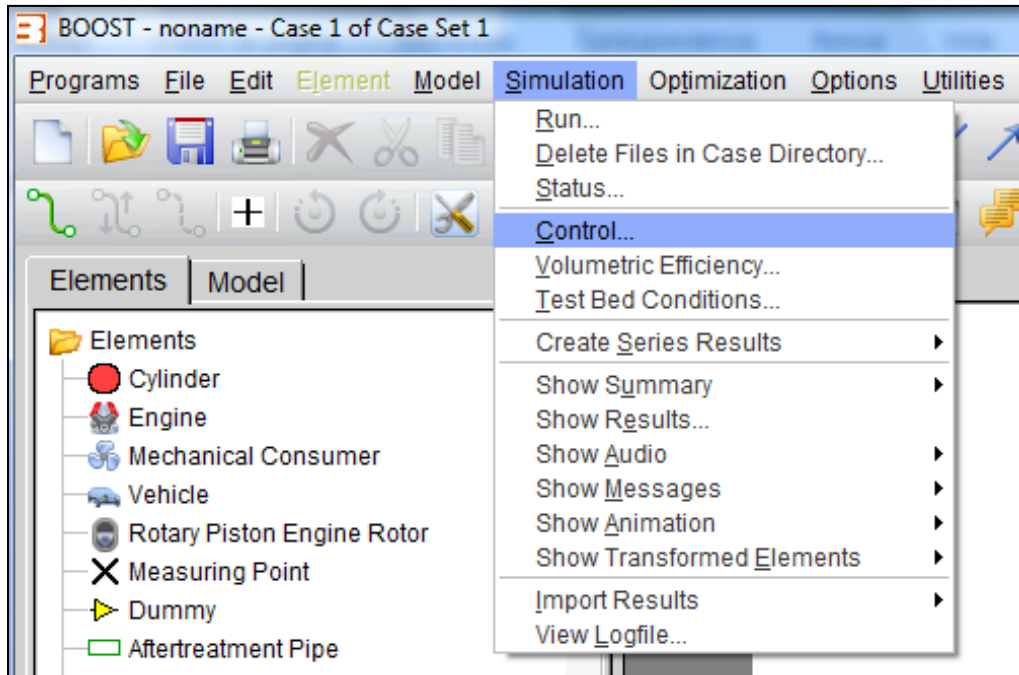 BOOST - noname - Case 1 of Case Set 1
Programs File Edit Element Model Simulation Optimization Options Utilities
Run...
Delete Files in Case Directory...
Status...
Control...
Volumetric Efficiency...
Test Bed Conditions...
Create Series Results
Show Summary
Show Results...
Show Audio
Show Messages
Show Animation
Show Transformed Elements
Import Results
View Logfile...
Elements Model
Elements
Cylinder
Engine
Mechanical Consumer
Vehicle
Rotary Piston Engine Rotor
Measuring Point
Dummy
Aftertreatment Pipe